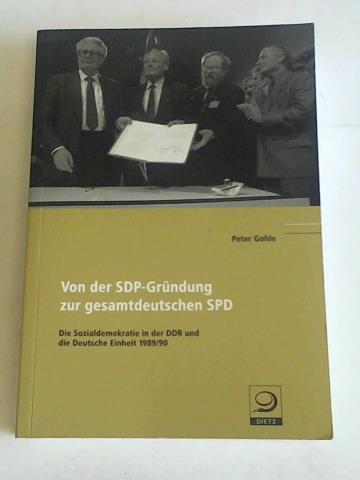 Peter Gohle
Von der SDP-Gründung
zur gesamtdeutschen SPD
Die Sozialdemokratie in der DDR und
die Deutsche Einheit 1989/90
DIETZ